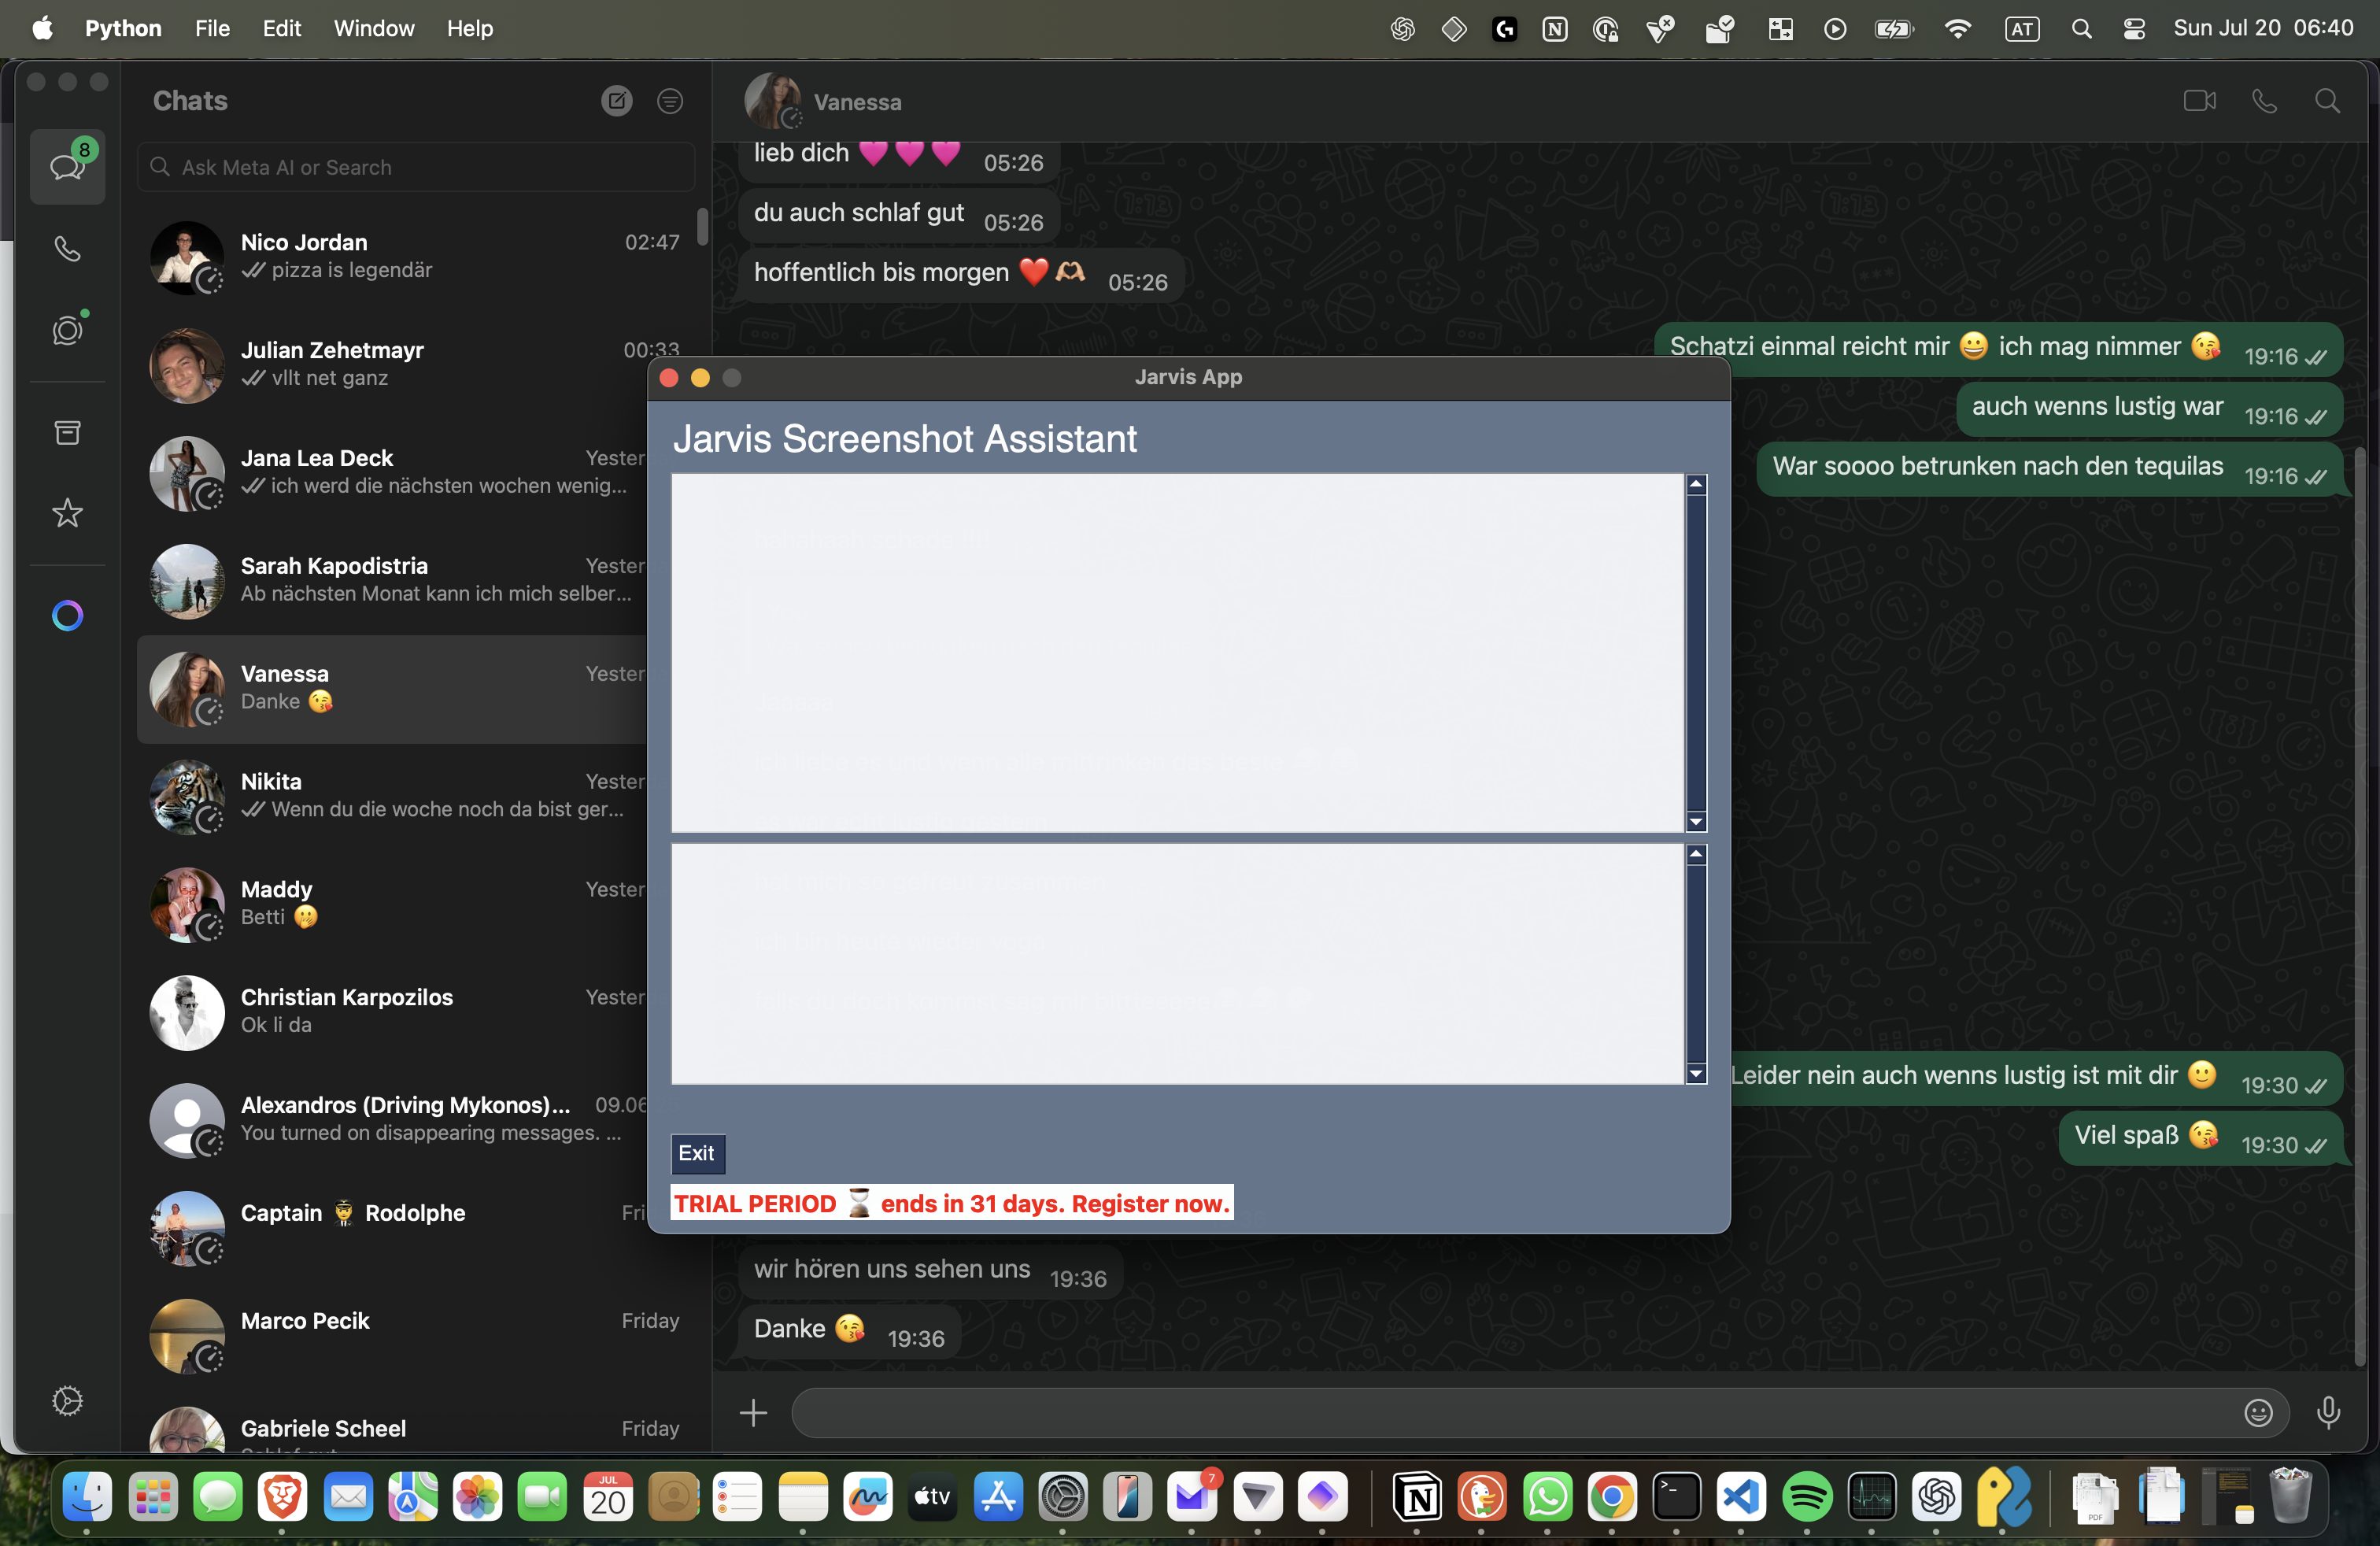 Python File Edit Window Help
AT
Sun Jul 20 06:40
Chats
8
Ask Meta AI or Search
Nico Jordan 02:47
pizza is legendär
Julian Zehetmayr 00:33
vllt net ganz
Jana Lea Deck Yester
ich werd die nächsten wochen wenig...
Sarah Kapodistria Yester
Ab nächsten Monat kann ich mich selber...
Vanessa Yester
Danke 😘
Nikita Yester
Wenn du die woche noch da bist ger...
Maddy Yester
Betti 🤭
Christian Karpozilos Yester
Ok li da
Alexandros (Driving Mykonos)... 09.06
You turned on disappearing messages. ...
Captain 👨‍✈️ Rodolphe Fri
Marco Pecik Friday
Gabriele Scheel Friday
Vanessa
lieb dich 🩷🩷🩷 05:26
du auch schlaf gut 05:26
hoffentlich bis morgen ❤️🫶🏼 05:26
Schatzi einmal reicht mir 😀 ich mag nimmer 😘 19:16
auch wenns lustig war 19:16
War soooo betrunken nach den tequilas 19:16
Jarvis App
Jarvis Screenshot Assistant
Exit
TRIAL PERIOD ⏳ ends in 31 days. Register now.
Leider nein auch wenns lustig ist mit dir 🙂 19:30
Viel spaß 😘 19:30
wir hören uns sehen uns 19:36
Danke 😘 19:36
JUL
20
tv
7
PDF